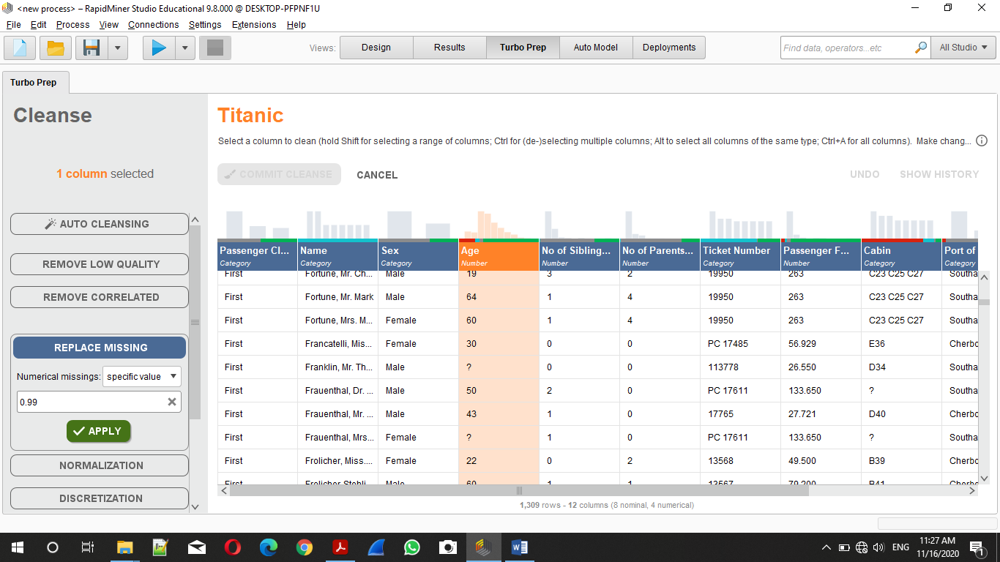 <new process> – RapidMiner Studio Educational 9.8.000 @ DESKTOP-PFPNF1U
File Edit Process View Connections Settings Extensions Help
Views: Design Results Turbo Prep Auto Model Deployments Find data, operators...etc All Studio
Turbo Prep
Cleanse
1 column selected
AUTO CLEANSING
REMOVE LOW QUALITY
REMOVE CORRELATED
REPLACE MISSING
Numerical missings: specific value
0.99
APPLY
NORMALIZATION
DISCRETIZATION
Titanic
Select a column to clean (hold Shift for selecting a range of columns; Ctrl for (de-)selecting multiple columns; Alt to select all columns of the same type; Ctrl+A for all columns). Make chang...
COMMIT CLEANSE CANCEL UNDO SHOW HISTORY
Passenger Cl... Name Sex Age No of Sibling... No of Parents... Ticket Number Passenger F... Cabin Port of
Category Category Category Number Number Number Category Number Category Category
First Fortune, Mr. Ch... Male 19 3 2 19950 263 C23 C25 C27 Southa
First Fortune, Mr. Mark Male 64 1 4 19950 263 C23 C25 C27 Southa
First Fortune, Mrs. M... Female 60 1 4 19950 263 C23 C25 C27 Southa
First Francatelli, Mis... Female 30 0 0 PC 17485 56.929 E36 Cherbo
First Franklin, Mr. Th... Male ? 0 0 113778 26.550 D34 Southa
First Frauenthal, Dr. ... Male 50 2 0 PC 17611 133.650 ? Southa
First Frauenthal, Mr. ... Male 43 1 0 17765 27.721 D40 Cherbo
First Frauenthal, Mrs... Female ? 1 0 PC 17611 133.650 ? Southa
First Frolicher, Miss.... Female 22 0 2 13568 49.500 B39 Cherbo
First Frolicher-Stehli... Male 60 1 1 13567 79.200 B41 Cherbo
1,309 rows - 12 columns (8 nominal, 4 numerical)
ENG
11:27 AM
11/16/2020
1